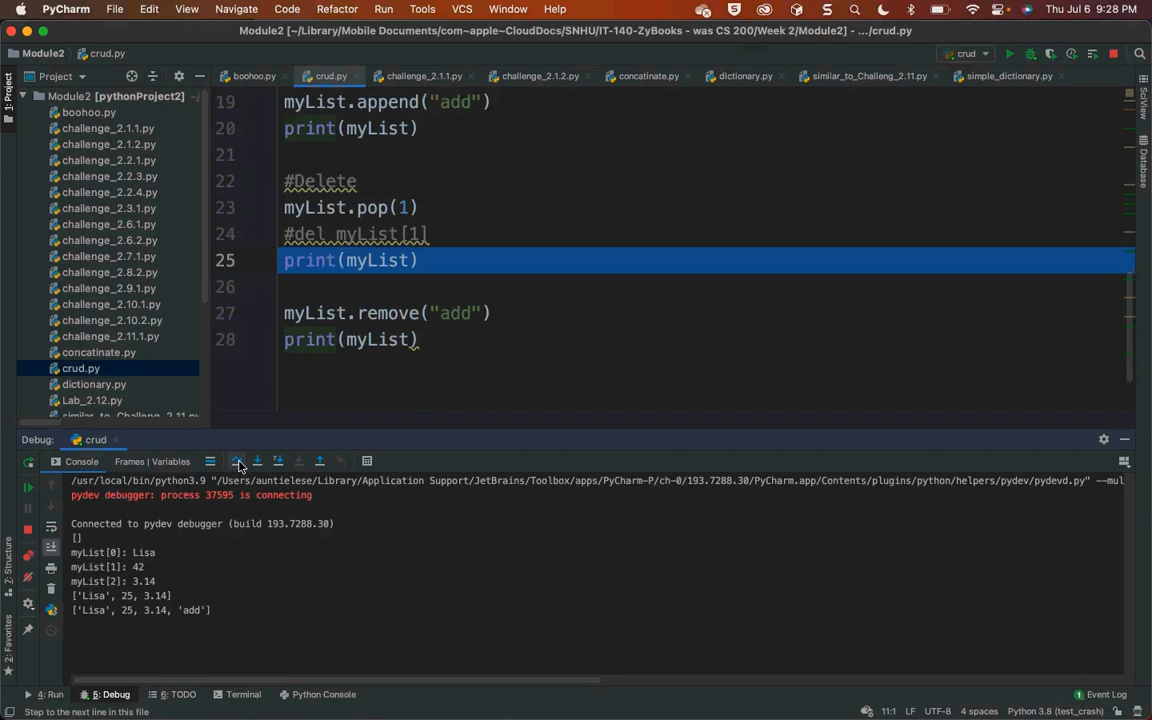 PyCharm File Edit View Navigate Code Refactor Run Tools VCS Window Help Thu Jul 6 9:28 PM
Module2 [~/Library/Mobile Documents/com~apple~CloudDocs/SNHU/IT-140-ZyBooks - was CS 200/Week 2/Module2] - .../crud.py
Module2 crud.py crud
Project boohoo.py crud.py challenge_2.1.1.py challenge_2.1.2.py concatinate.py dictionary.py similar_to_Challeng_2.11.py simple_dictionary.py
Module2 [pythonProject2]
boohoo.py
challenge_2.1.1.py
challenge_2.1.2.py
challenge_2.2.1.py
challenge_2.2.3.py
challenge_2.2.4.py
challenge_2.3.1.py
challenge_2.6.1.py
challenge_2.6.2.py
challenge_2.7.1.py
challenge_2.8.2.py
challenge_2.9.1.py
challenge_2.10.1.py
challenge_2.10.2.py
challenge_2.11.1.py
concatinate.py
crud.py
dictionary.py
Lab_2.12.py
similar_to_Challeng_2.11.py
1: Project
7: Structure
2: Favorites
19 myList.append("add")
20 print(myList)
21
22 #Delete
23 myList.pop(1)
24 #del myList[1]
25 print(myList)
26
27 myList.remove("add")
28 print(myList)
SciView
Database
Debug: crud
Console Frames | Variables
/usr/local/bin/python3.9 "/Users/auntielese/Library/Application Support/JetBrains/Toolbox/apps/PyCharm-P/ch-0/193.7288.30/PyCharm.app/Contents/plugins/python/helpers/pydev/pydevd.py" --mul
pydev debugger: process 37595 is connecting
Connected to pydev debugger (build 193.7288.30)
[]
myList[0]: Lisa
myList[1]: 42
myList[2]: 3.14
['Lisa', 25, 3.14]
['Lisa', 25, 3.14, 'add']
4: Run 5: Debug 6: TODO Terminal Python Console 1 Event Log
Step to the next line in this file 11:1 LF UTF-8 4 spaces Python 3.8 (test_crash)